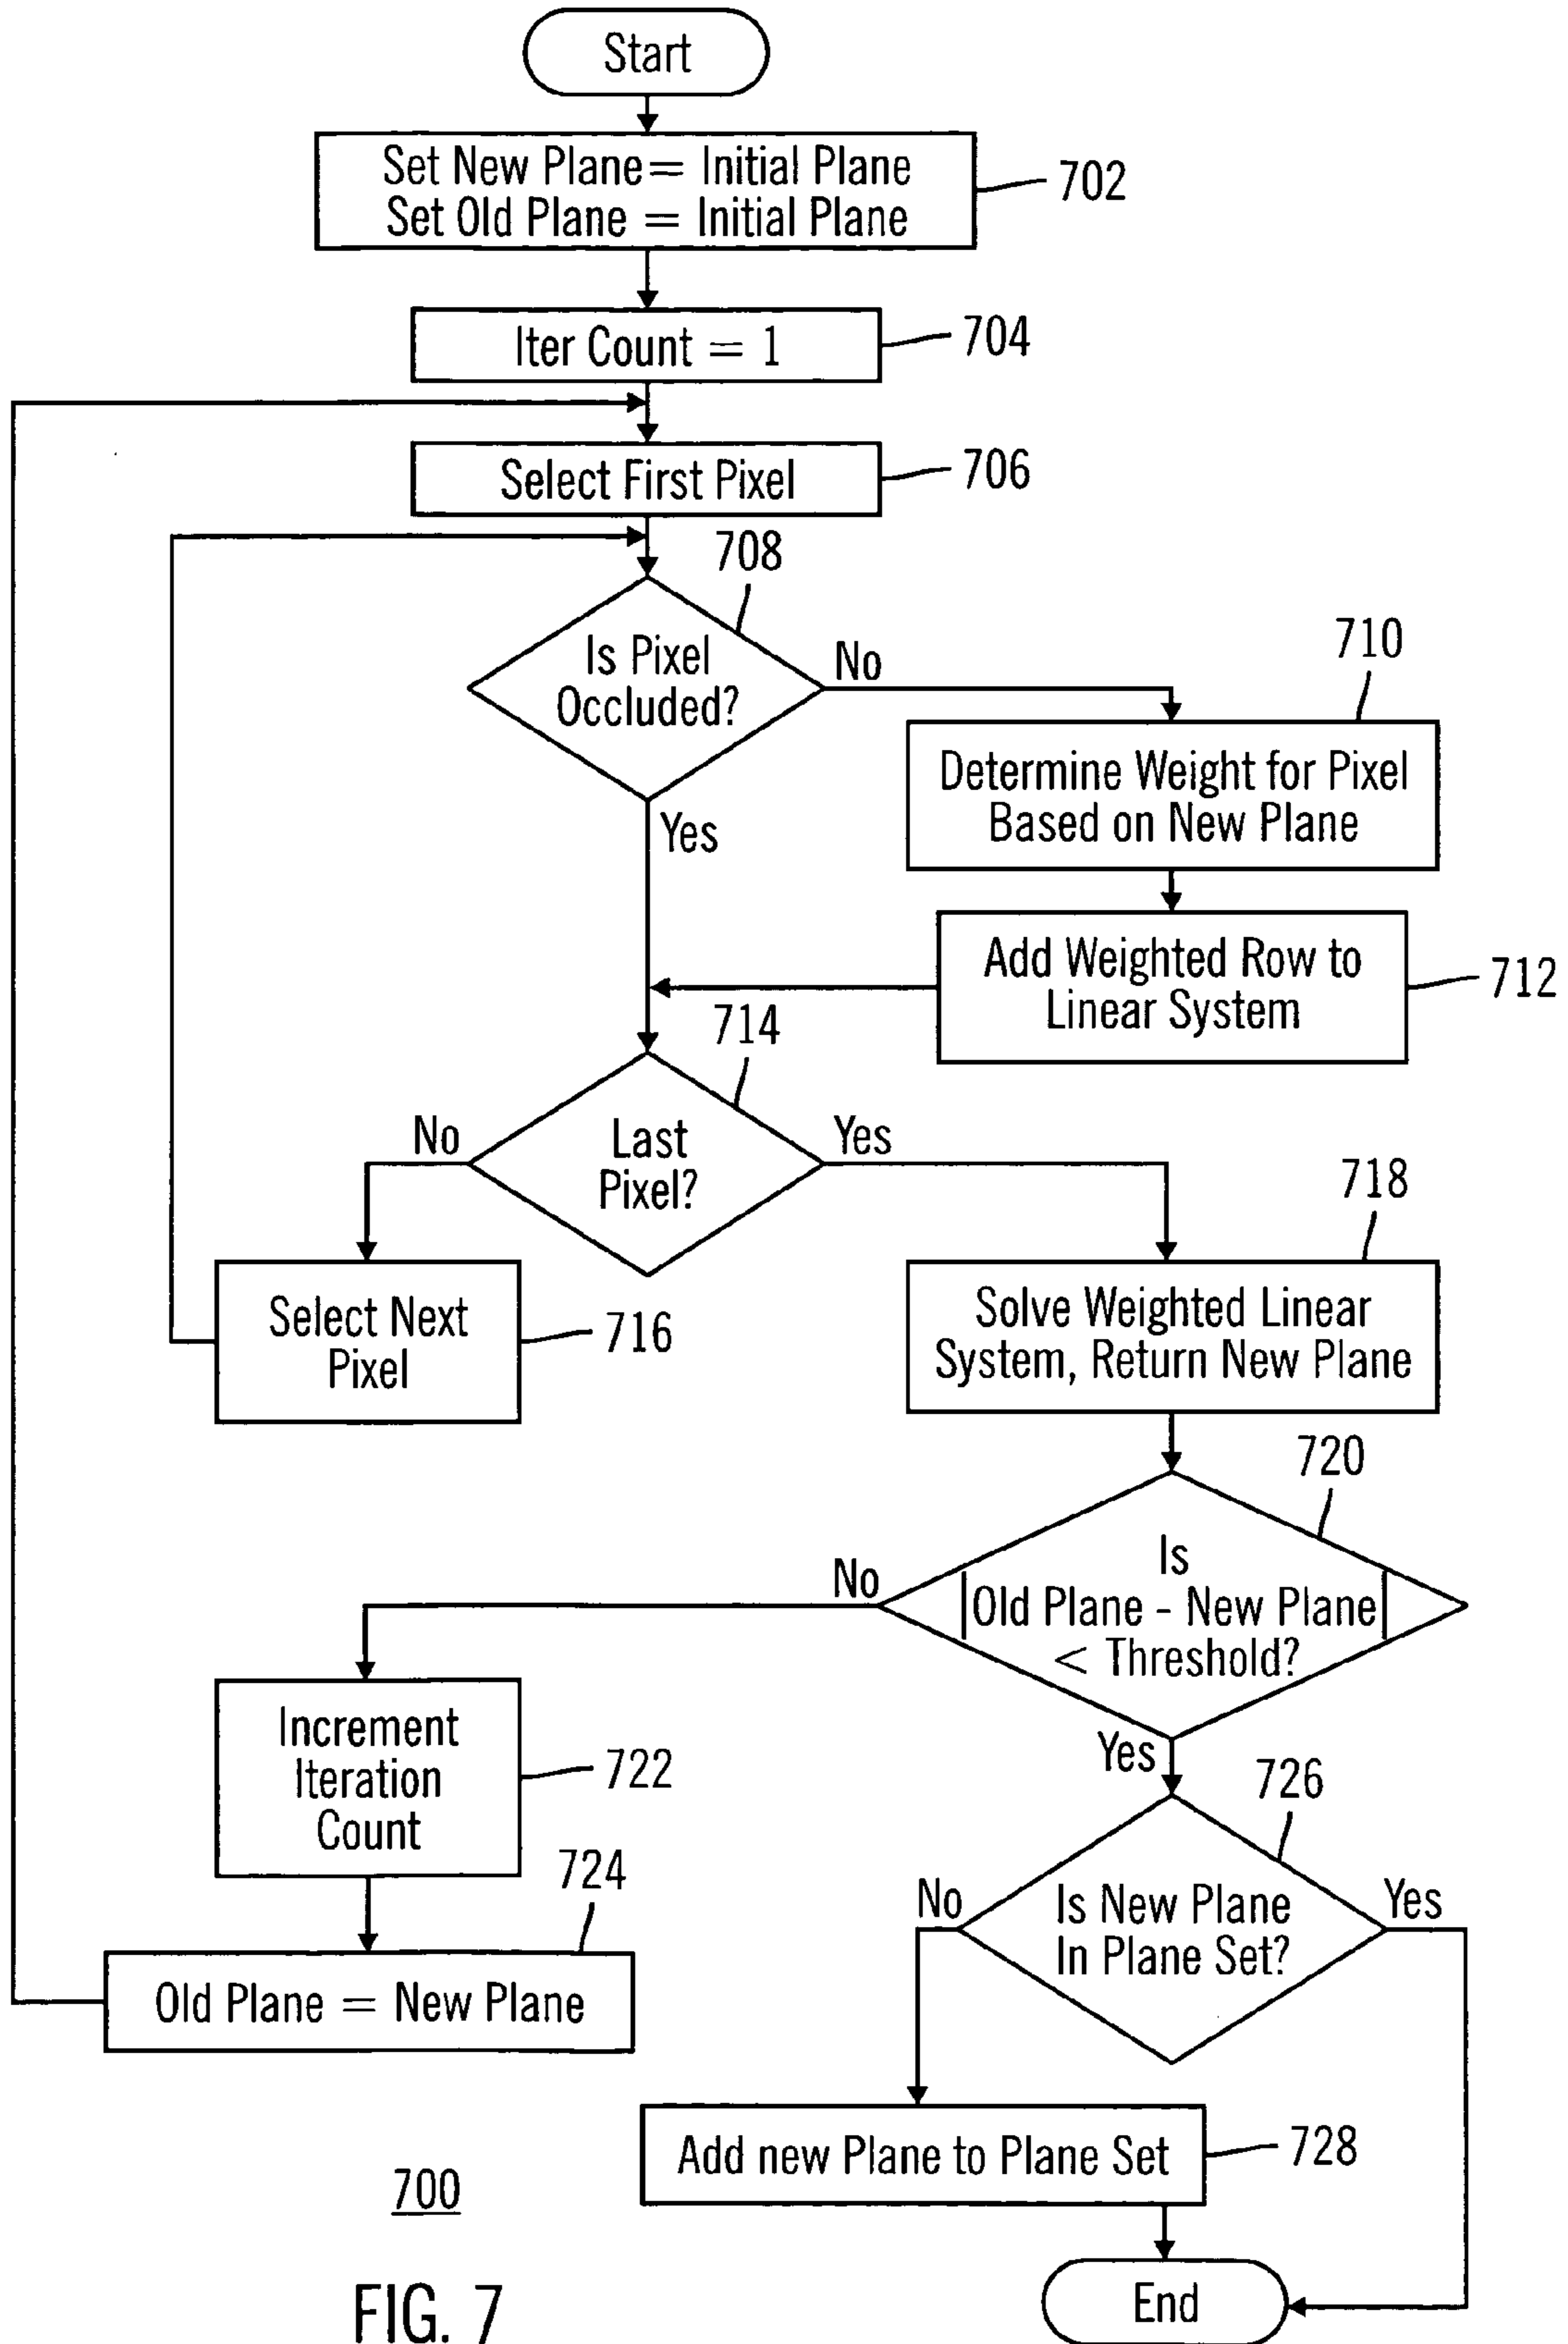 Start
Set New Plane= Initial Plane
Set Old Plane = Initial Plane
702
Iter Count = 1
704
Select First Pixel
706
708
Is Pixel
Occluded?
No
Yes
710
Determine Weight for Pixel
Based on New Plane
Add Weighted Row to
Linear System
712
714
Last
Pixel?
No
Yes
Select Next
Pixel
716
718
Solve Weighted Linear
System, Return New Plane
720
Is
|Old Plane - New Plane|
< Threshold?
No
Yes
Increment
Iteration
Count
722
724
Old Plane = New Plane
726
Is New Plane
In Plane Set?
No
Yes
Add new Plane to Plane Set
728
End
700
FIG. 7